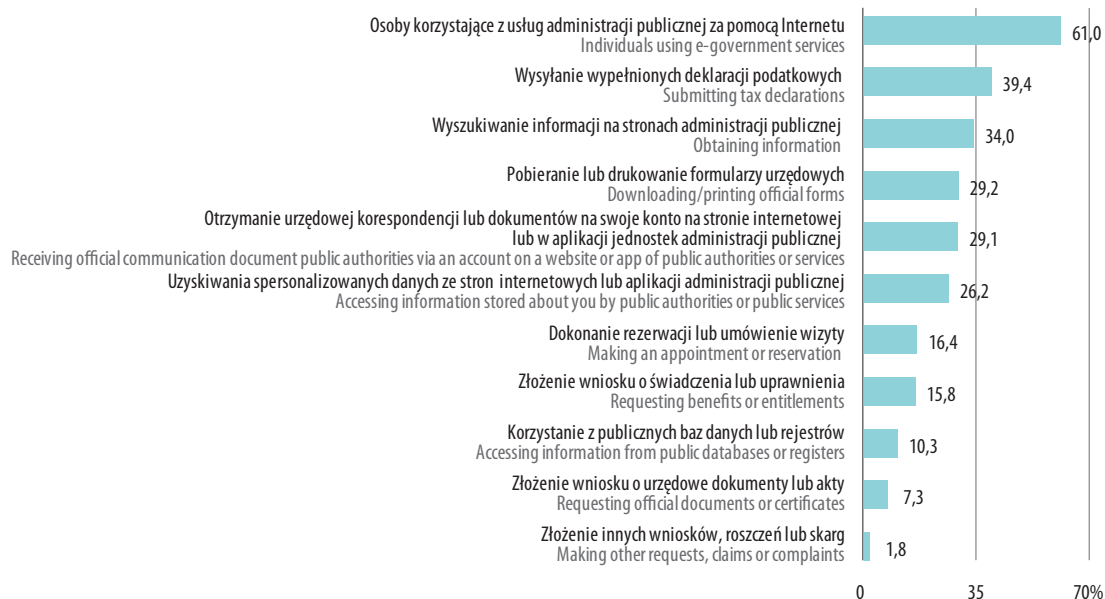 Osoby korzystające z usług administracji publicznej za pomocą Internetu
Individuals using e-government services
61,0
Wysyłanie wypełnionych deklaracji podatkowych
Submitting tax declarations
39,4
Wyszukiwanie informacji na stronach administracji publicznej
Obtaining information
34,0
Pobieranie lub drukowanie formularzy urzędowych
Downloading/printing official forms
29,2
Otrzymanie urzędowej korespondencji lub dokumentów na swoje konto na stronie internetowej
lub w aplikacji jednostek administracji publicznej
Receiving official communication document public authorities via an account on a website or app of public authorities or services
29,1
Uzyskiwania spersonalizowanych danych ze stron internetowych lub aplikacji administracji publicznej
Accessing information stored about you by public authorities or public services
26,2
Dokonanie rezerwacji lub umówienie wizyty
Making an appointment or reservation
16,4
Złożenie wniosku o świadczenia lub uprawnienia
Requesting benefits or entitlements
15,8
Korzystanie z publicznych baz danych lub rejestrów
Accessing information from public databases or registers
10,3
Złożenie wniosku o urzędowe dokumenty lub akty
Requesting official documents or certificates
7,3
Złożenie innych wniosków, roszczeń lub skarg
Making other requests, claims or complaints
1,8
0 35 70%